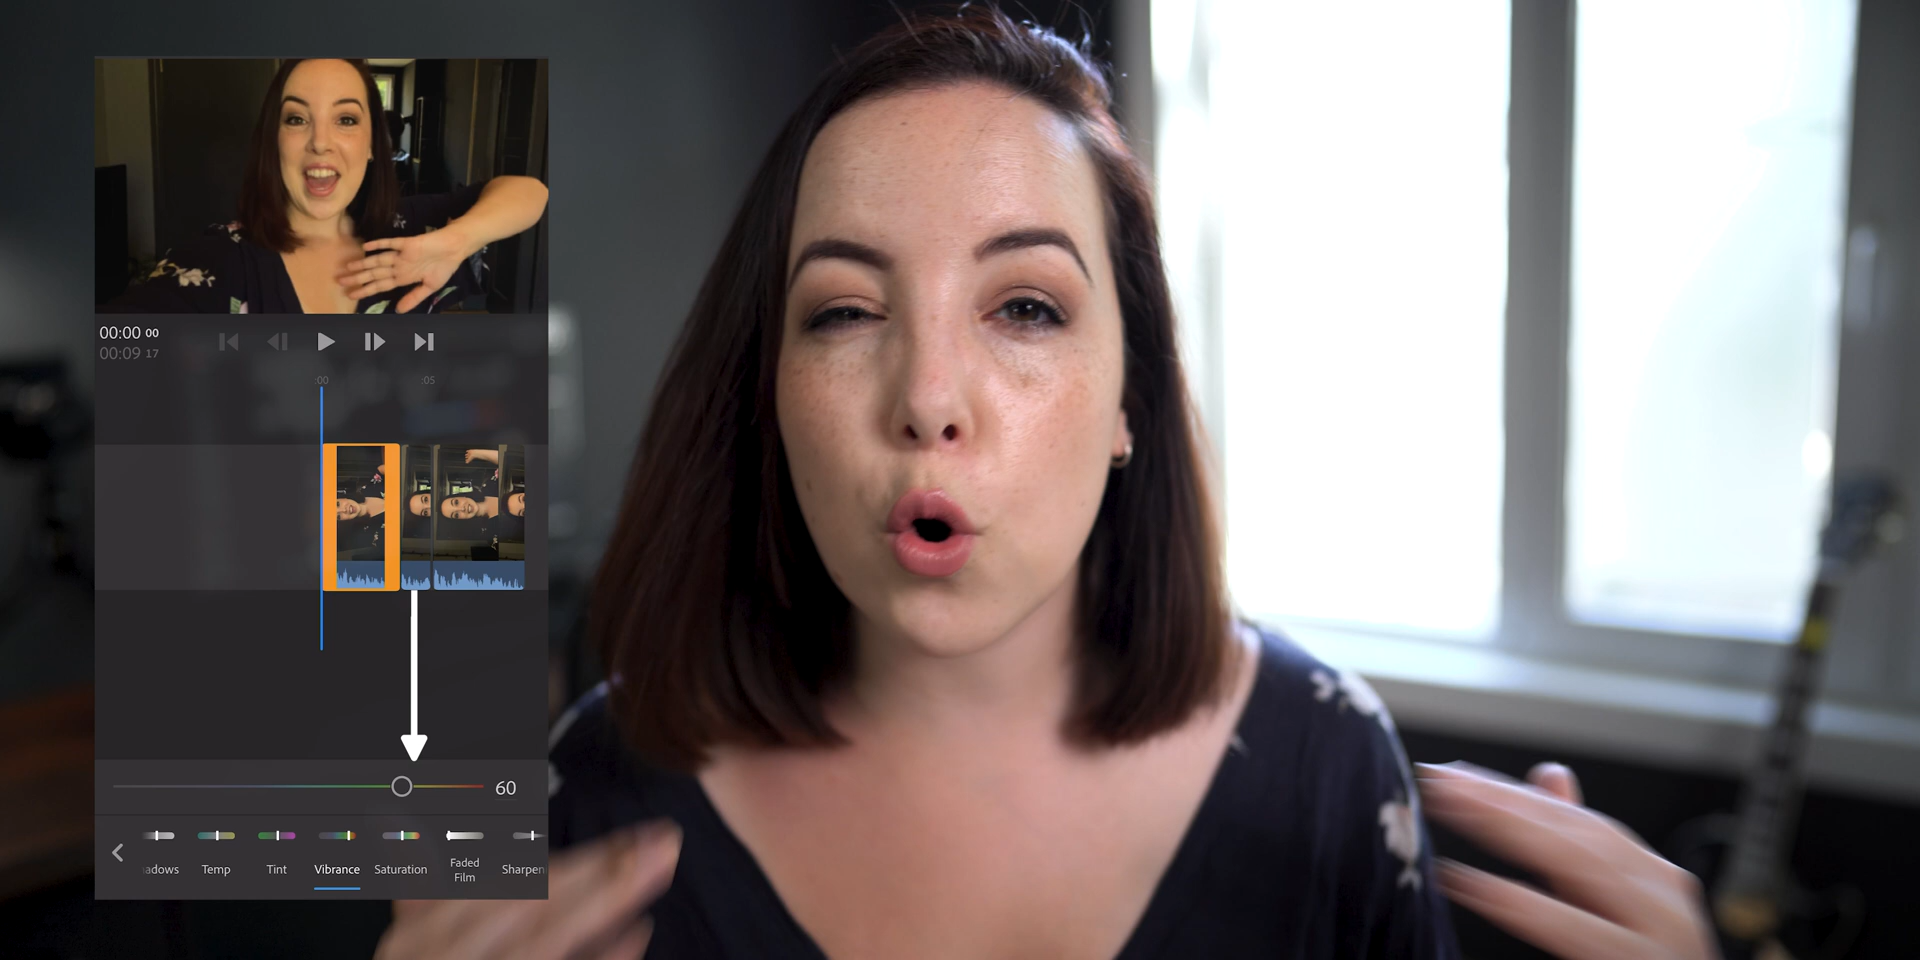 00:00 00
00:09 17
:00 :05
60
adows Temp Tint Vibrance Saturation Faded Film Sharpen